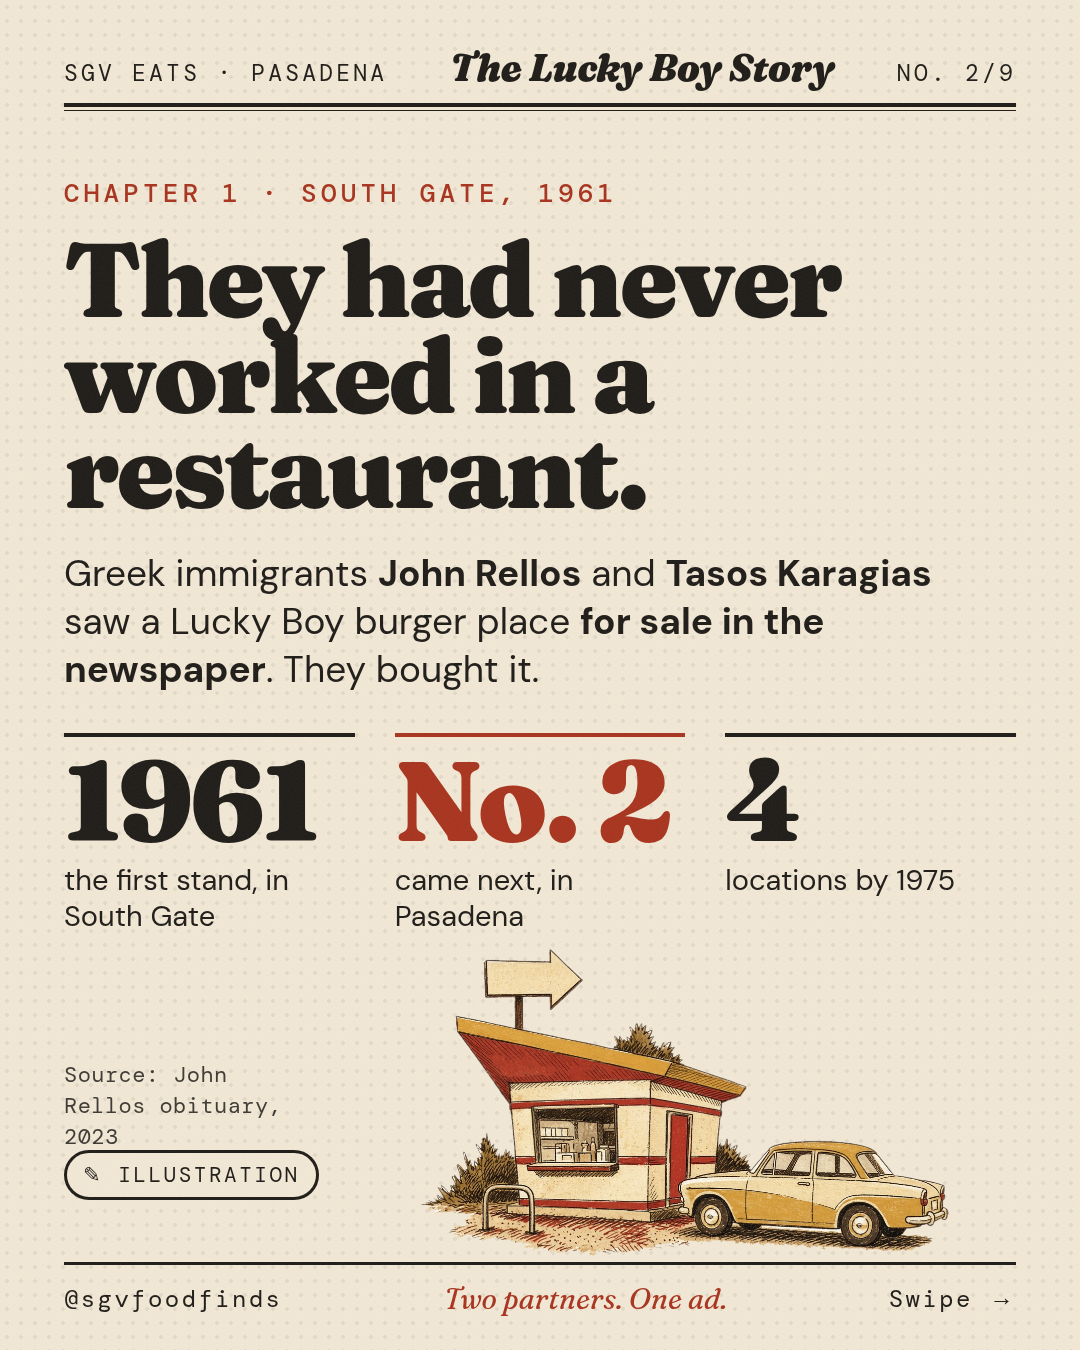 SGV EATS · PASADENA
The Lucky Boy Story
NO. 2/9
CHAPTER 1 · SOUTH GATE, 1961
They had never
worked in a
restaurant.
Greek immigrants John Rellos and Tasos Karagias
saw a Lucky Boy burger place for sale in the
newspaper. They bought it.
1961
the first stand, in
South Gate
No. 2
came next, in
Pasadena
4
locations by 1975
Source: John
Rellos obituary,
2023
✎ ILLUSTRATION
@sgvfoodfinds
Two partners. One ad.
Swipe →